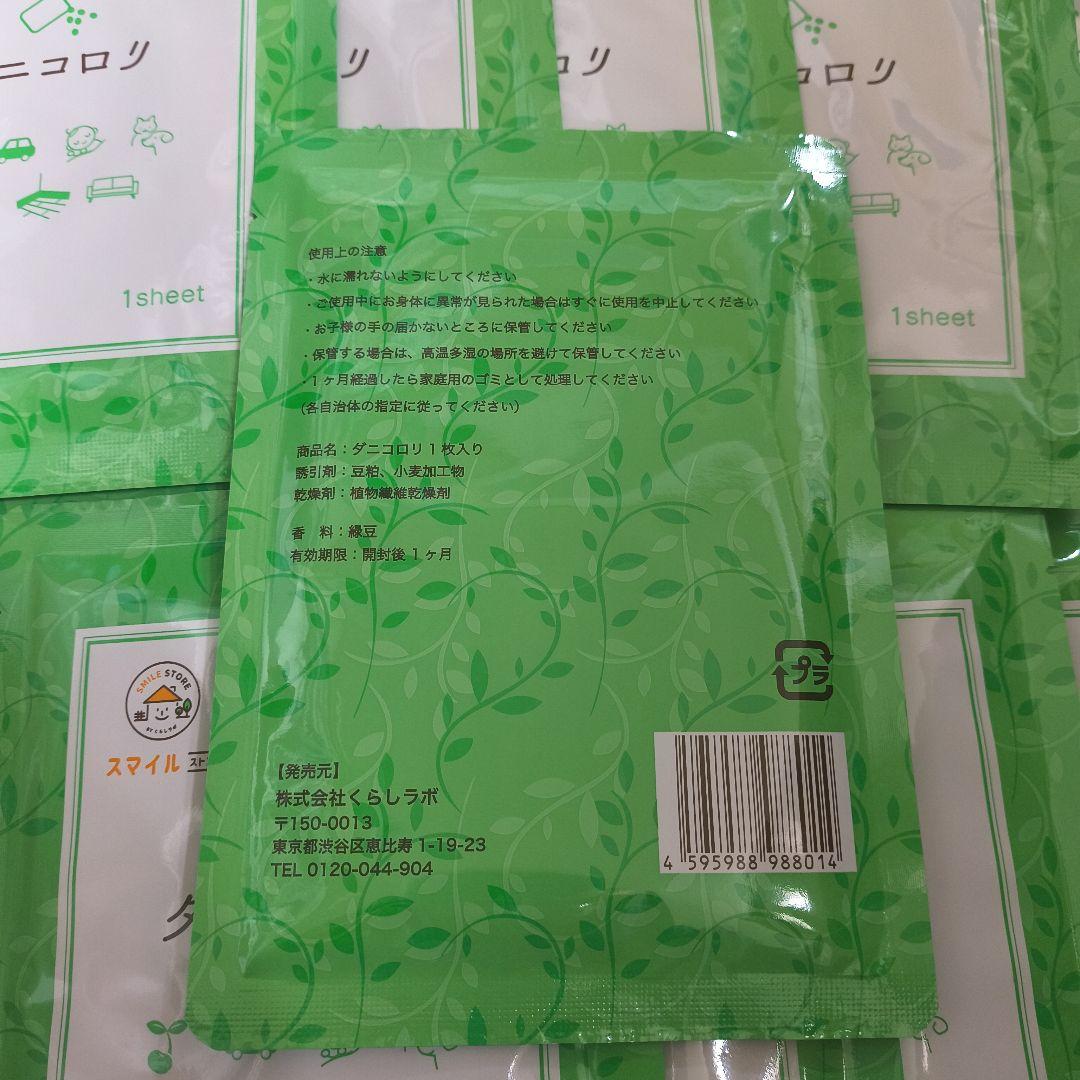 ニコロリ
リ
ロリ
コロリ
1sheet
1sheet
使用上の注意
・水に濡れないようにしてください
・ご使用中にお身体に異常が見られた場合はすぐに使用を中止してください
・お子様の手の届かないところに保管してください
・保管する場合は、高温多湿の場所を避けて保管してください
・1ヶ月経過したら家庭用のゴミとして処理してください
(各自治体の指定に従ってください)
商品名：ダニコロリ 1 枚入り
誘引剤：豆粕、小麦加工物
乾燥剤：植物繊維乾燥剤
香　料：緑豆
有効期限：開封後 1 ヶ月
プラ
SMILE STORE
BY くらしラボ
スマイル
スト
【発売元】
株式会社くらしラボ
〒150-0013
東京都渋谷区恵比寿 1-19-23
TEL 0120-044-904
4 595988 988014
ダ